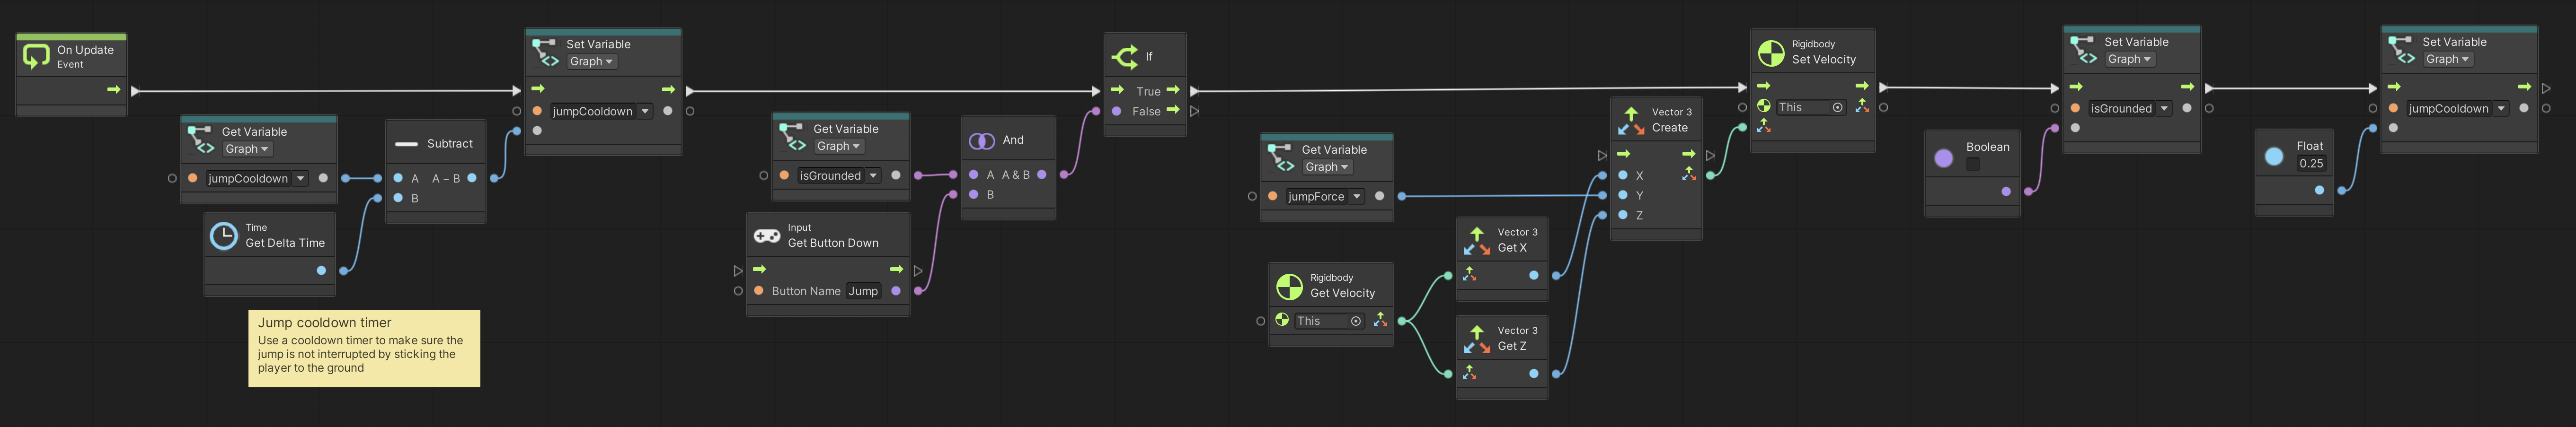 On Update
Event
Get Variable
Graph
jumpCooldown
Time
Get Delta Time
Jump cooldown timer
Use a cooldown timer to make sure the
jump is not interrupted by sticking the
player to the ground
Subtract
A A − B
B
Set Variable
Graph
jumpCooldown
Get Variable
Graph
isGrounded
Input
Get Button Down
Button Name Jump
And
A A & B
B
If
True
False
Get Variable
Graph
jumpForce
Rigidbody
Get Velocity
This
Vector 3
Get X
Vector 3
Get Z
Vector 3
Create
X
Y
Z
Rigidbody
Set Velocity
This
Boolean
Set Variable
Graph
isGrounded
Float
0.25
Set Variable
Graph
jumpCooldown